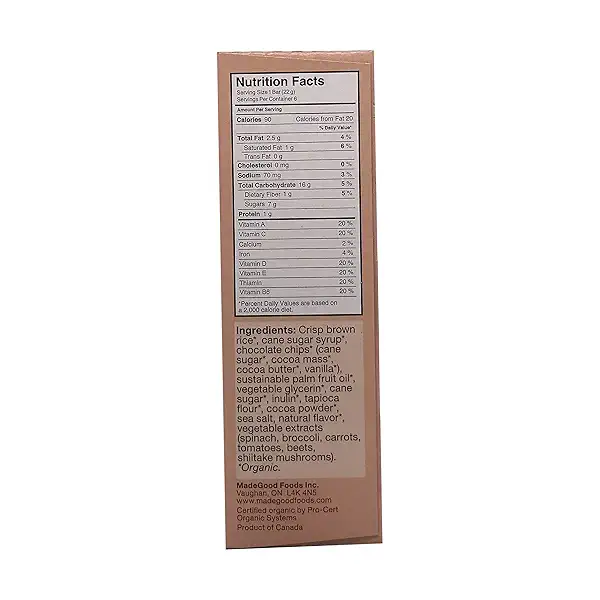 Nutrition Facts
Serving Size 1 Bar (22 g)
Servings Per Container 6
Amount Per Serving
Calories 90 Calories from Fat 20
% Daily Value*
Total Fat 2.5 g 4 %
Saturated Fat 1 g 6 %
Trans Fat 0 g
Cholesterol 0 mg 0 %
Sodium 70 mg 3 %
Total Carbohydrate 16 g 5 %
Dietary Fiber 1 g 5 %
Sugars 7 g
Protein 1 g
Vitamin A 20 %
Vitamin C 20 %
Calcium 2 %
Iron 4 %
Vitamin D 20 %
Vitamin E 20 %
Thiamin 20 %
Vitamin B6 20 %
*Percent Daily Values are based on
a 2,000 calorie diet.
Ingredients: Crisp brown
rice*, cane sugar syrup*,
chocolate chips* (cane
sugar*, cocoa mass*,
cocoa butter*, vanilla*),
sustainable palm fruit oil*,
vegetable glycerin*, cane
sugar*, inulin*, tapioca
flour*, cocoa powder*,
sea salt, natural flavor*,
vegetable extracts
(spinach, broccoli, carrots,
tomatoes, beets,
shiitake mushrooms).
*Organic.
MadeGood Foods Inc.
Vaughan, ON L4K 4N5
www.madegoodfoods.com
Certified organic by Pro-Cert
Organic Systems
Product of Canada